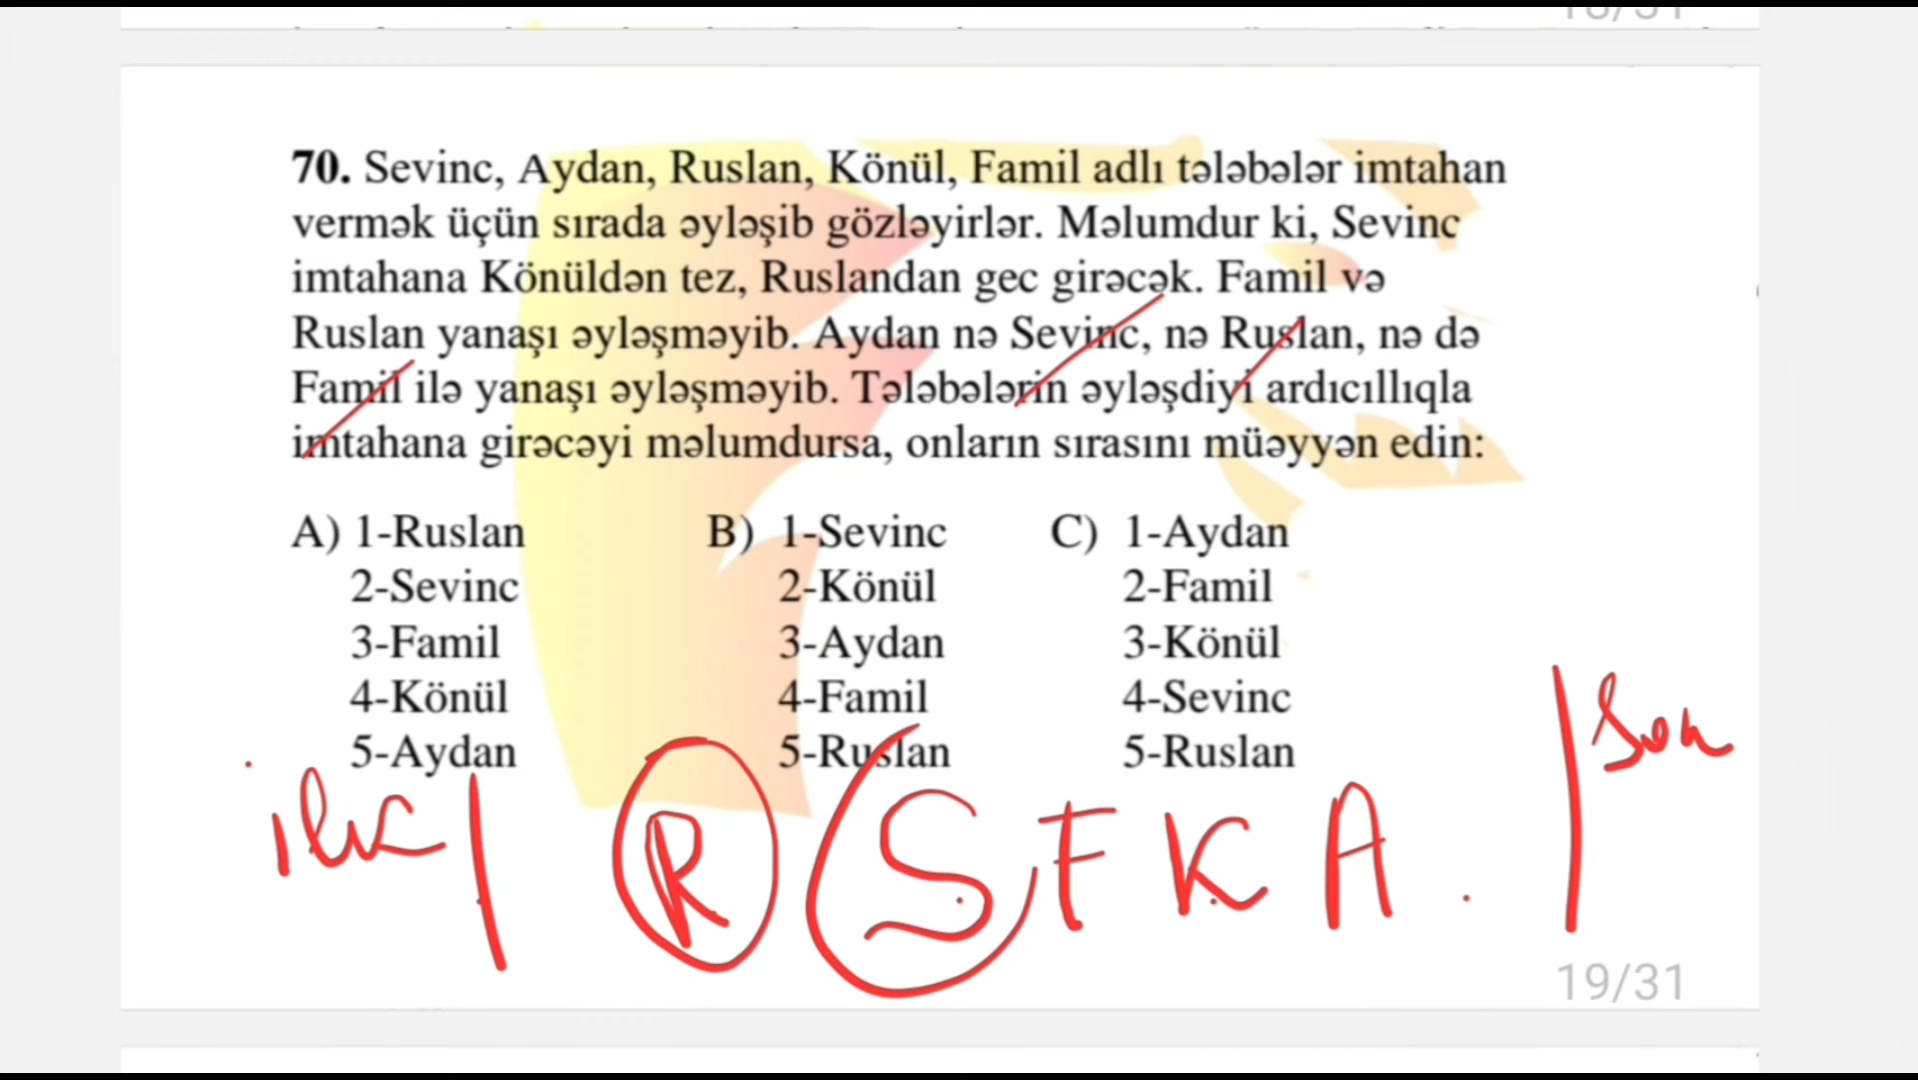 70. Sevinc, Aydan, Ruslan, Könül, Famil adlı tələbələr imtahan
vermək üçün sırada əyləşib gözləyirlər. Məlumdur ki, Sevinc
imtahana Könüldən tez, Ruslandan gec girəcək. Famil və
Ruslan yanaşı əyləşməyib. Aydan nə Sevinc, nə Ruslan, nə də
Famil ilə yanaşı əyləşməyib. Tələbələrin əyləşdiyi ardıcıllıqla
imtahana girəcəyi məlumdursa, onların sırasını müəyyən edin:
A) 1-Ruslan
2-Sevinc
3-Famil
4-Könül
5-Aydan
B) 1-Sevinc
2-Könül
3-Aydan
4-Famil
5-Ruslan
C) 1-Aydan
2-Famil
3-Könül
4-Sevinc
5-Ruslan
R S F K A
Son
19/31